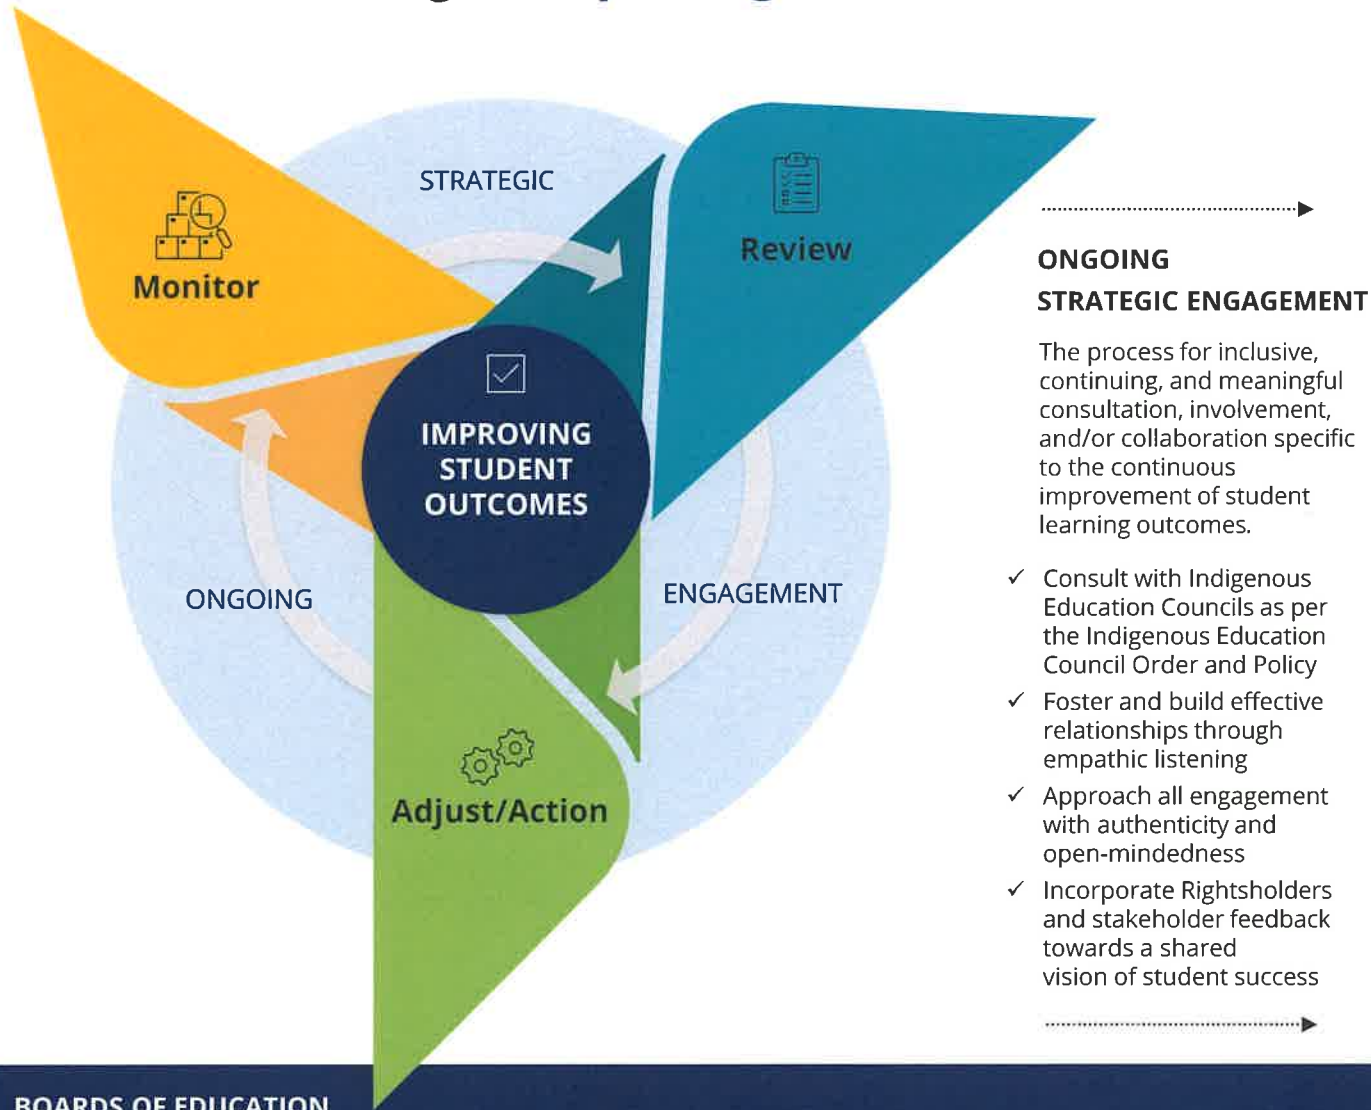 STRATEGIC
Monitor
Review
IMPROVING
STUDENT
OUTCOMES
ONGOING
ENGAGEMENT
Adjust/Action
ONGOING
STRATEGIC ENGAGEMENT
The process for inclusive,
continuing, and meaningful
consultation, involvement,
and/or collaboration specific
to the continuous
improvement of student
learning outcomes.
✓ Consult with Indigenous
Education Councils as per
the Indigenous Education
Council Order and Policy
✓ Foster and build effective
relationships through
empathic listening
✓ Approach all engagement
with authenticity and
open-mindedness
✓ Incorporate Rightsholders
and stakeholder feedback
towards a shared
vision of student success
BOARDS OF EDUCATION